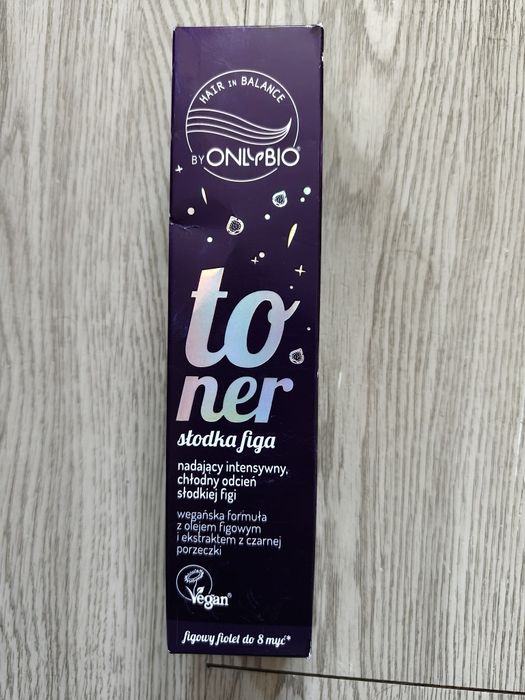 HAIR IN BALANCE
BY ONLYBIO®
to
ner
słodka figa
nadający intensywny,
chłodny odcień
słodkiej figi
wegańska formuła
z olejem figowym
i ekstraktem z czarnej
porzeczki
Vegan®
figowy fiolet do 8 myć*